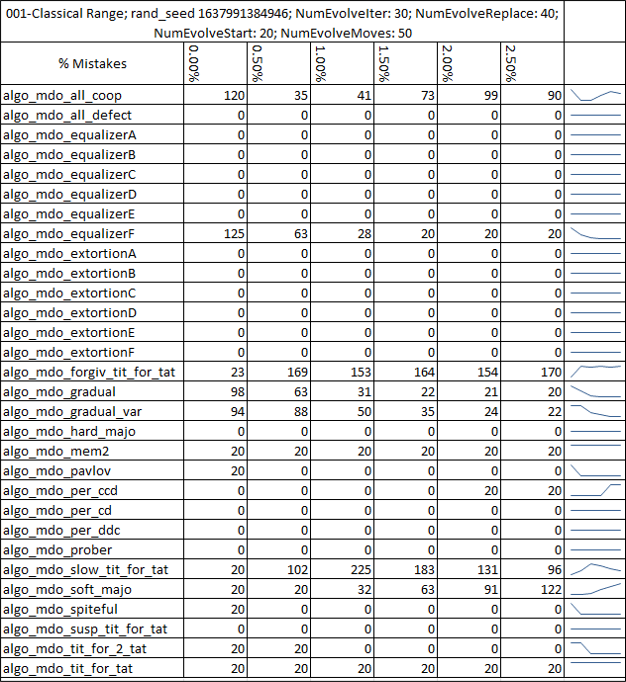 001-Classical Range; rand_seed 1637991384946; NumEvolveIter: 30; NumEvolveReplace: 40;
NumEvolveStart: 20; NumEvolveMoves: 50
% Mistakes 0.00% 0.50% 1.00% 1.50% 2.00% 2.50%
algo_mdo_all_coop 120 35 41 73 99 90
algo_mdo_all_defect 0 0 0 0 0 0
algo_mdo_equalizerA 0 0 0 0 0 0
algo_mdo_equalizerB 0 0 0 0 0 0
algo_mdo_equalizerC 0 0 0 0 0 0
algo_mdo_equalizerD 0 0 0 0 0 0
algo_mdo_equalizerE 0 0 0 0 0 0
algo_mdo_equalizerF 125 63 28 20 20 20
algo_mdo_extortionA 0 0 0 0 0 0
algo_mdo_extortionB 0 0 0 0 0 0
algo_mdo_extortionC 0 0 0 0 0 0
algo_mdo_extortionD 0 0 0 0 0 0
algo_mdo_extortionE 0 0 0 0 0 0
algo_mdo_extortionF 0 0 0 0 0 0
algo_mdo_forgiv_tit_for_tat 23 169 153 164 154 170
algo_mdo_gradual 98 63 31 22 21 20
algo_mdo_gradual_var 94 88 50 35 24 22
algo_mdo_hard_majo 0 0 0 0 0 0
algo_mdo_mem2 20 20 20 20 20 20
algo_mdo_pavlov 20 0 0 0 0 0
algo_mdo_per_ccd 0 0 0 0 20 20
algo_mdo_per_cd 0 0 0 0 0 0
algo_mdo_per_ddc 0 0 0 0 0 0
algo_mdo_prober 0 0 0 0 0 0
algo_mdo_slow_tit_for_tat 20 102 225 183 131 96
algo_mdo_soft_majo 20 20 32 63 91 122
algo_mdo_spiteful 20 0 0 0 0 0
algo_mdo_susp_tit_for_tat 0 0 0 0 0 0
algo_mdo_tit_for_2_tat 20 20 0 0 0 0
algo_mdo_tit_for_tat 20 20 20 20 20 20